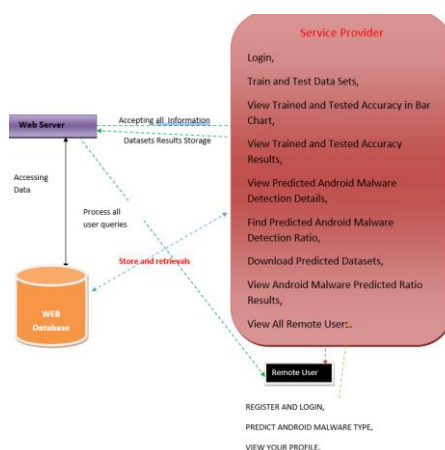 Service Provider
Login,
Train and Test Data Sets,
View Trained and Tested Accuracy in Bar
Chart,
View Trained and Tested Accuracy
Results,
View Predicted Android Malware
Detection Details,
Find Predicted Android Malware
Detection Ratio,
Download Predicted Datasets,
View Android Malware Predicted Ratio
Results,
View All Remote Users.
Web Server
Accepting all Information
Datasets Results Storage
Accessing
Data
Process all
user queries
Store and retrievals
WEB
Database
Remote User
REGISTER AND LOGIN,
PREDICT ANDROID MALWARE TYPE,
VIEW YOUR PROFILE.